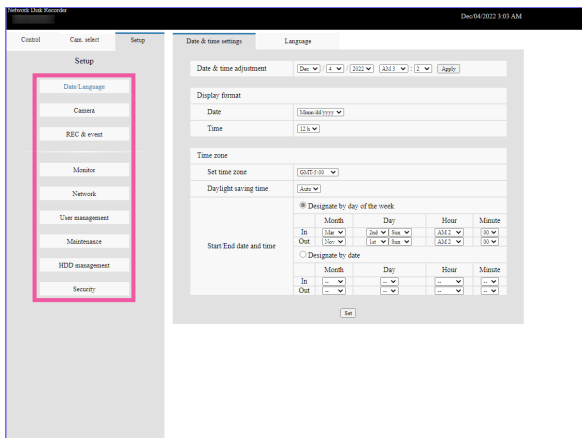 Network Disk Recorder
Dec/04/2022 3:03 AM
Control Cam. select Setup
Setup
Date/Language
Camera
REC & event
Monitor
Network
User management
Maintenance
HDD management
Security
Date & time settings Language
Date & time adjustment Dec / 4 / 2022 AM 3 : 2 Apply
Display format
Date Mmm/dd/yyyy
Time 12 h
Time zone
Set time zone GMT-5:00
Daylight saving time Auto
Start/End date and time
Designate by day of the week
Month Day Hour Minute
In Mar 2nd Sun AM 2 00
Out Nov 1st Sun AM 2 00
Designate by date
Month Day Hour Minute
In -- -- -- --
Out -- -- -- --
Set